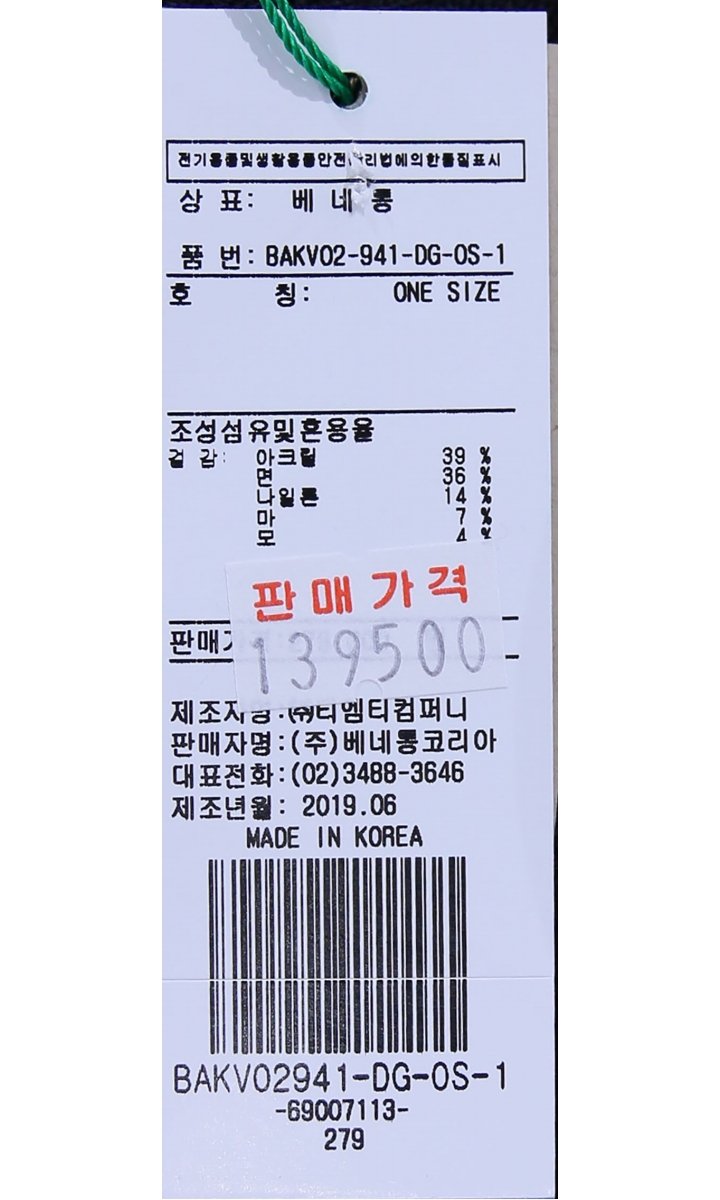 전기용품및생활용품안전관리법에의한품질표시
상 표: 베네통
품 번: BAKV02-941-DG-OS-1
호 칭: ONE SIZE
조성섬유및혼용율
겉 감: 아크릴 39 %
면 36 %
나일론 14 %
마 7 %
모 4 %
판매가격
판매가
139500
제조자명:(주)티엠티컴퍼니
판매자명:(주)베네통코리아
대표전화:(02)3488-3646
제조년월: 2019.06
MADE IN KOREA
BAKV02941-DG-OS-1
-69007113-
279